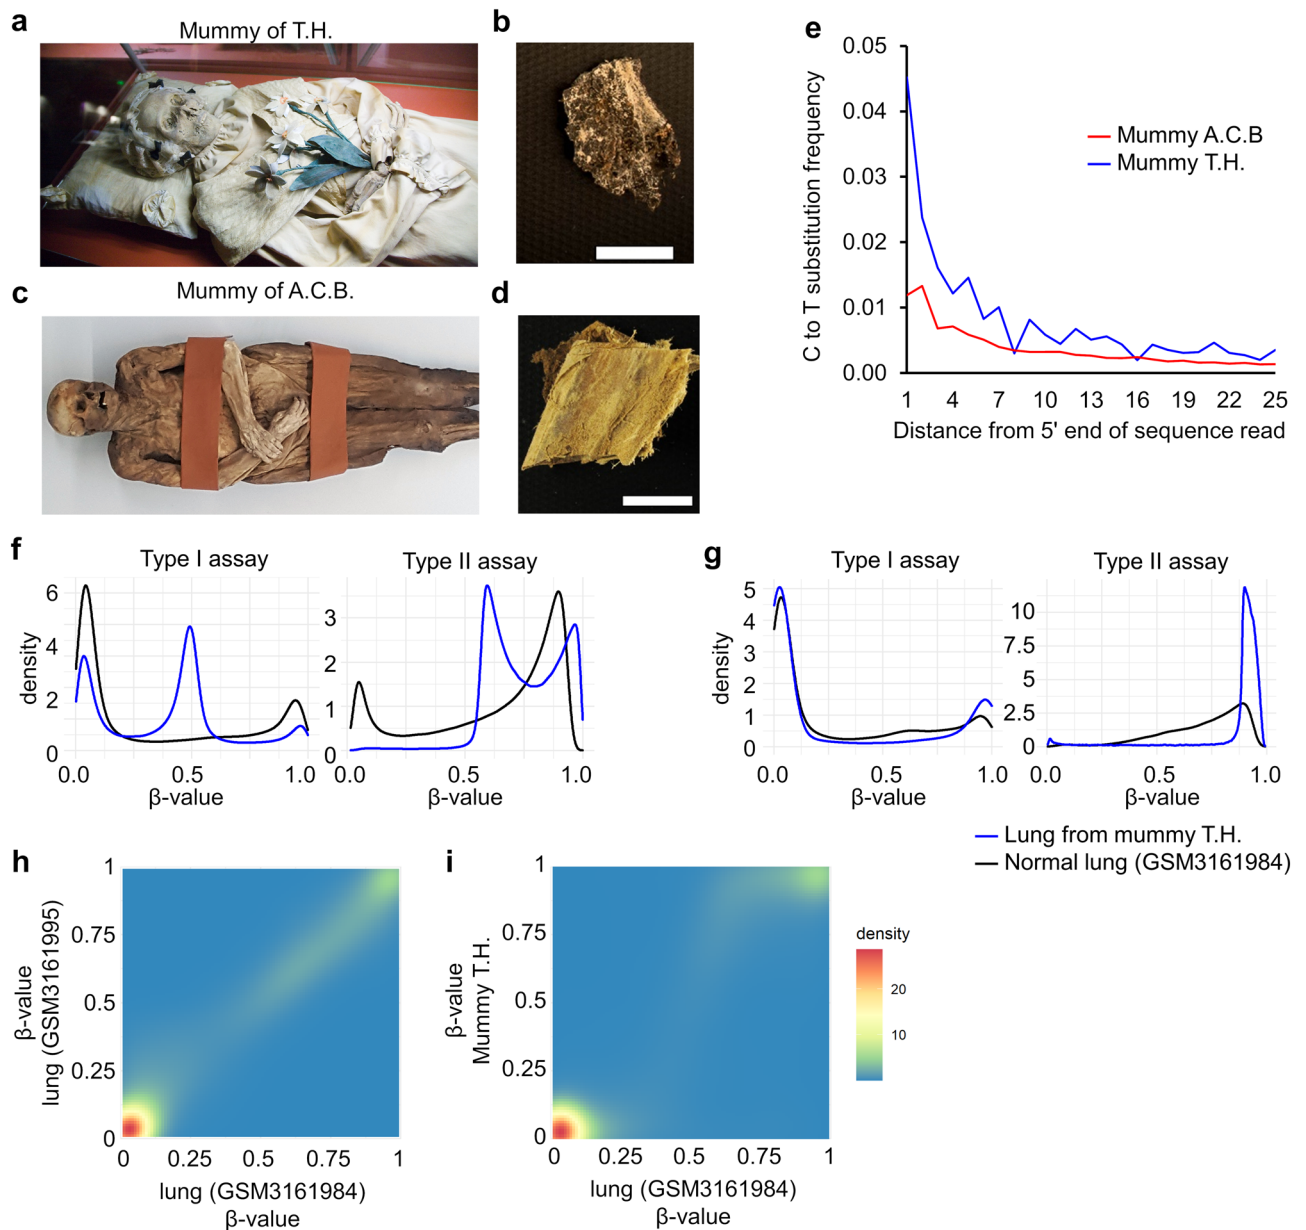 a
Mummy of T.H.
b
c
Mummy of A.C.B.
d
e
C to T substitution frequency
0.05
0.04
0.03
0.02
0.01
0.00
Mummy A.C.B
Mummy T.H.
1 4 7 10 13 16 19 22 25
Distance from 5' end of sequence read
f
Type I assay
density
6
4
2
0
0.0 0.5 1.0
β-value
Type II assay
3
2
1
0
0.0 0.5 1.0
β-value
g
Type I assay
density
5
4
3
2
1
0
0.0 0.5 1.0
β-value
Type II assay
10
7.5
5
2.5
0
0.0 0.5 1.0
β-value
Lung from mummy T.H.
Normal lung (GSM3161984)
h
β-value
lung (GSM3161995)
1
0.75
0.5
0.25
0
0 0.25 0.5 0.75 1
lung (GSM3161984)
β-value
i
β-value
Mummy T.H.
1
0.75
0.5
0.25
0
0 0.25 0.5 0.75 1
lung (GSM3161984)
β-value
density
20
10